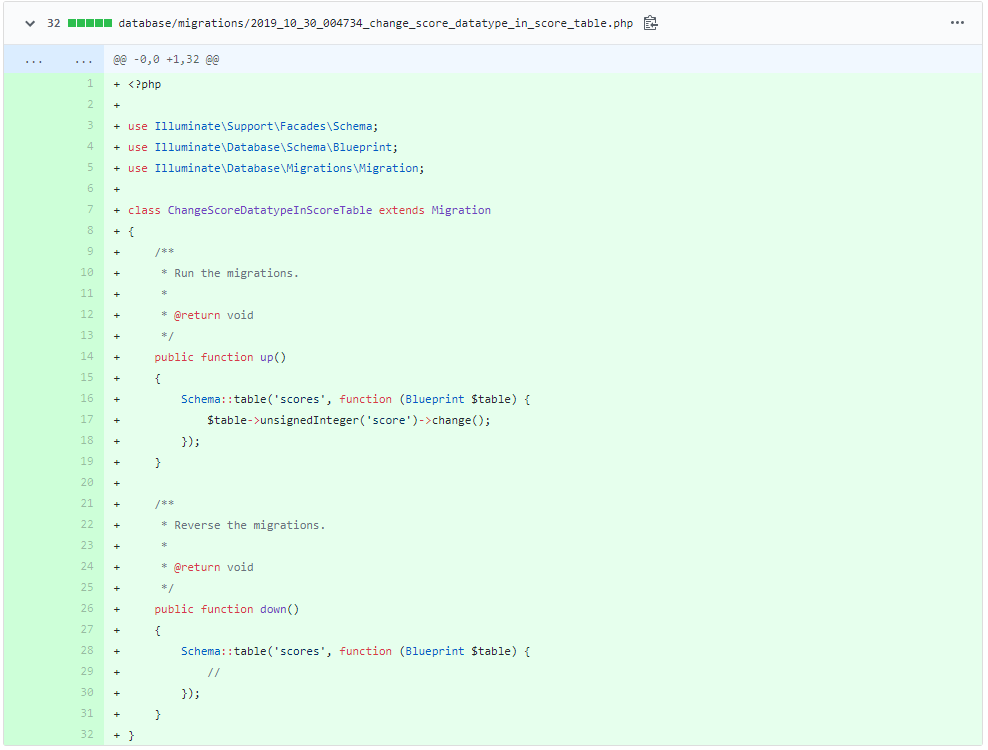 32 database/migrations/2019_10_30_004734_change_score_datatype_in_score_table.php ...
... ... @@ -0,0 +1,32 @@
1 + <?php
2 +
3 + use Illuminate\Support\Facades\Schema;
4 + use Illuminate\Database\Schema\Blueprint;
5 + use Illuminate\Database\Migrations\Migration;
6 +
7 + class ChangeScoreDatatypeInScoreTable extends Migration
8 + {
9 +     /**
10 +      * Run the migrations.
11 +      *
12 +      * @return void
13 +      */
14 +     public function up()
15 +     {
16 +         Schema::table('scores', function (Blueprint $table) {
17 +             $table->unsignedInteger('score')->change();
18 +         });
19 +     }
20 +
21 +     /**
22 +      * Reverse the migrations.
23 +      *
24 +      * @return void
25 +      */
26 +     public function down()
27 +     {
28 +         Schema::table('scores', function (Blueprint $table) {
29 +             //
30 +         });
31 +     }
32 + }